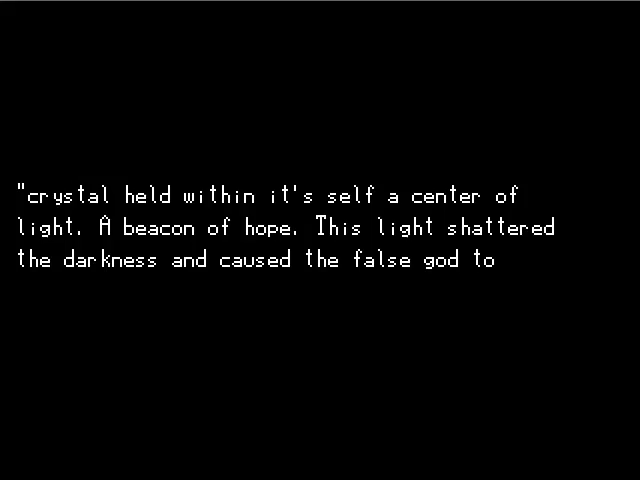 "crystal held within it's self a center of
light. A beacon of hope. This light shattered
the darkness and caused the false god to